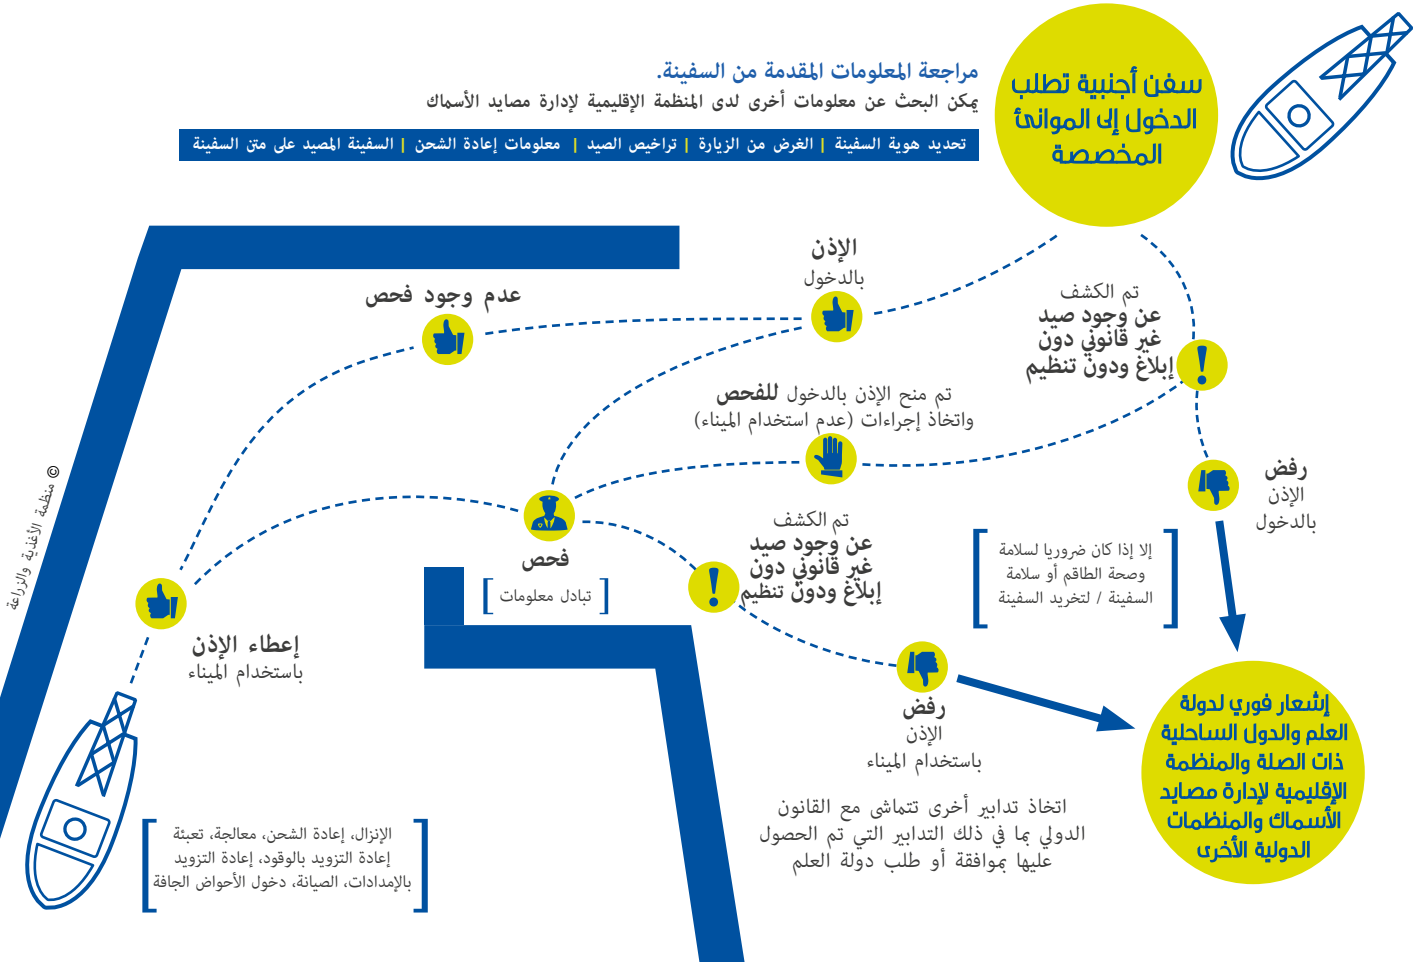 سفن أجنبية تطلب
الدخول إلى الموانئ
المخصصة
مراجعة المعلومات المقدمة من السفينة.
يمكن البحث عن معلومات أخرى لدى المنظمة الإقليمية لإدارة مصايد الأسماك
تحديد هوية السفينة | الغرض من الزيارة | تراخيص الصيد | معلومات إعادة الشحن | السفينة المصيد على متن السفينة
الإذن
بالدخول
عدم وجود فحص
تم الكشف
عن وجود صيد
غير قانوني دون
إبلاغ ودون تنظيم
تم منح الإذن بالدخول للفحص
واتخاذ إجراءات (عدم استخدام الميناء)
رفض
الإذن
بالدخول
إلا إذا كان ضروريا لسلامة
وصحة الطاقم أو سلامة
السفينة / لتخريد السفينة
فحص
تبادل معلومات
تم الكشف
عن وجود صيد
غير قانوني دون
إبلاغ ودون تنظيم
إعطاء الإذن
باستخدام الميناء
رفض
الإذن
باستخدام الميناء
اتخاذ تدابير أخرى تتماشى مع القانون
الدولي بما في ذلك التدابير التي تم الحصول
عليها بموافقة أو طلب دولة العلم
إشعار فوري لدولة
العلم والدول الساحلية
ذات الصلة والمنظمة
الإقليمية لإدارة مصايد
الأسماك والمنظمات
الدولية الأخرى
الإنزال، إعادة الشحن، معالجة، تعبئة
إعادة التزويد بالوقود، إعادة التزويد
بالإمدادات، الصيانة، دخول الأحواض الجافة
© منظمة الأغذية والزراعة